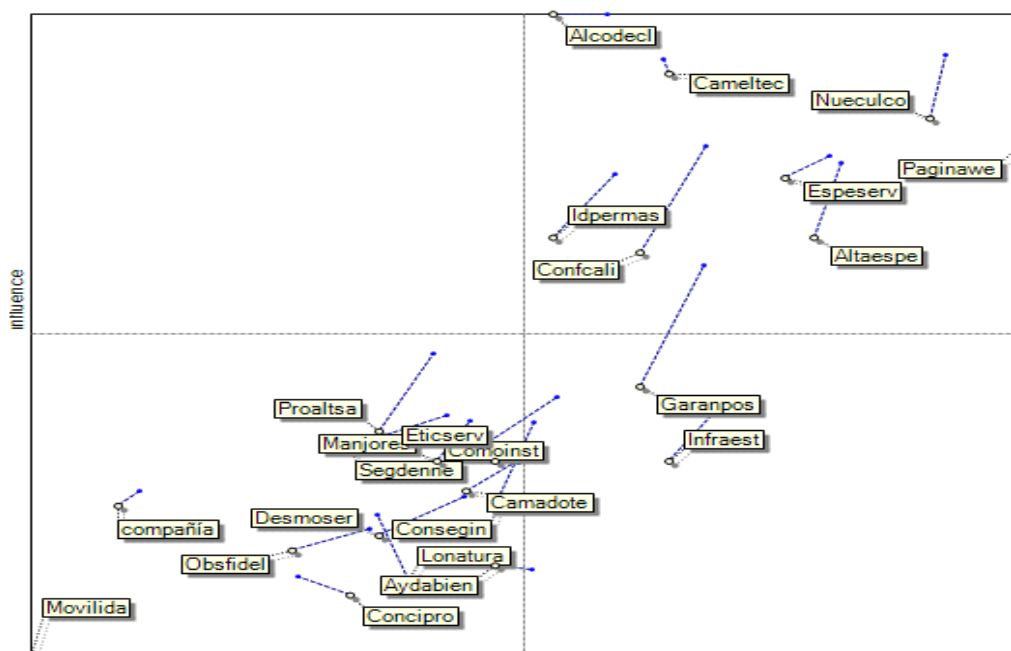 Alcodecl
Cameltec
Nueculco
Paginawe
Espeserv
Idpermas
Altaespe
Confcali
influence
Garanpos
Proaltsa
Eticserv
Manjores
Infraest
Comoinst
Segdenne
Camadote
Desmoser
compañía
Consegin
Lonatura
Obsfidel
Aydabien
Movilida
Concipro